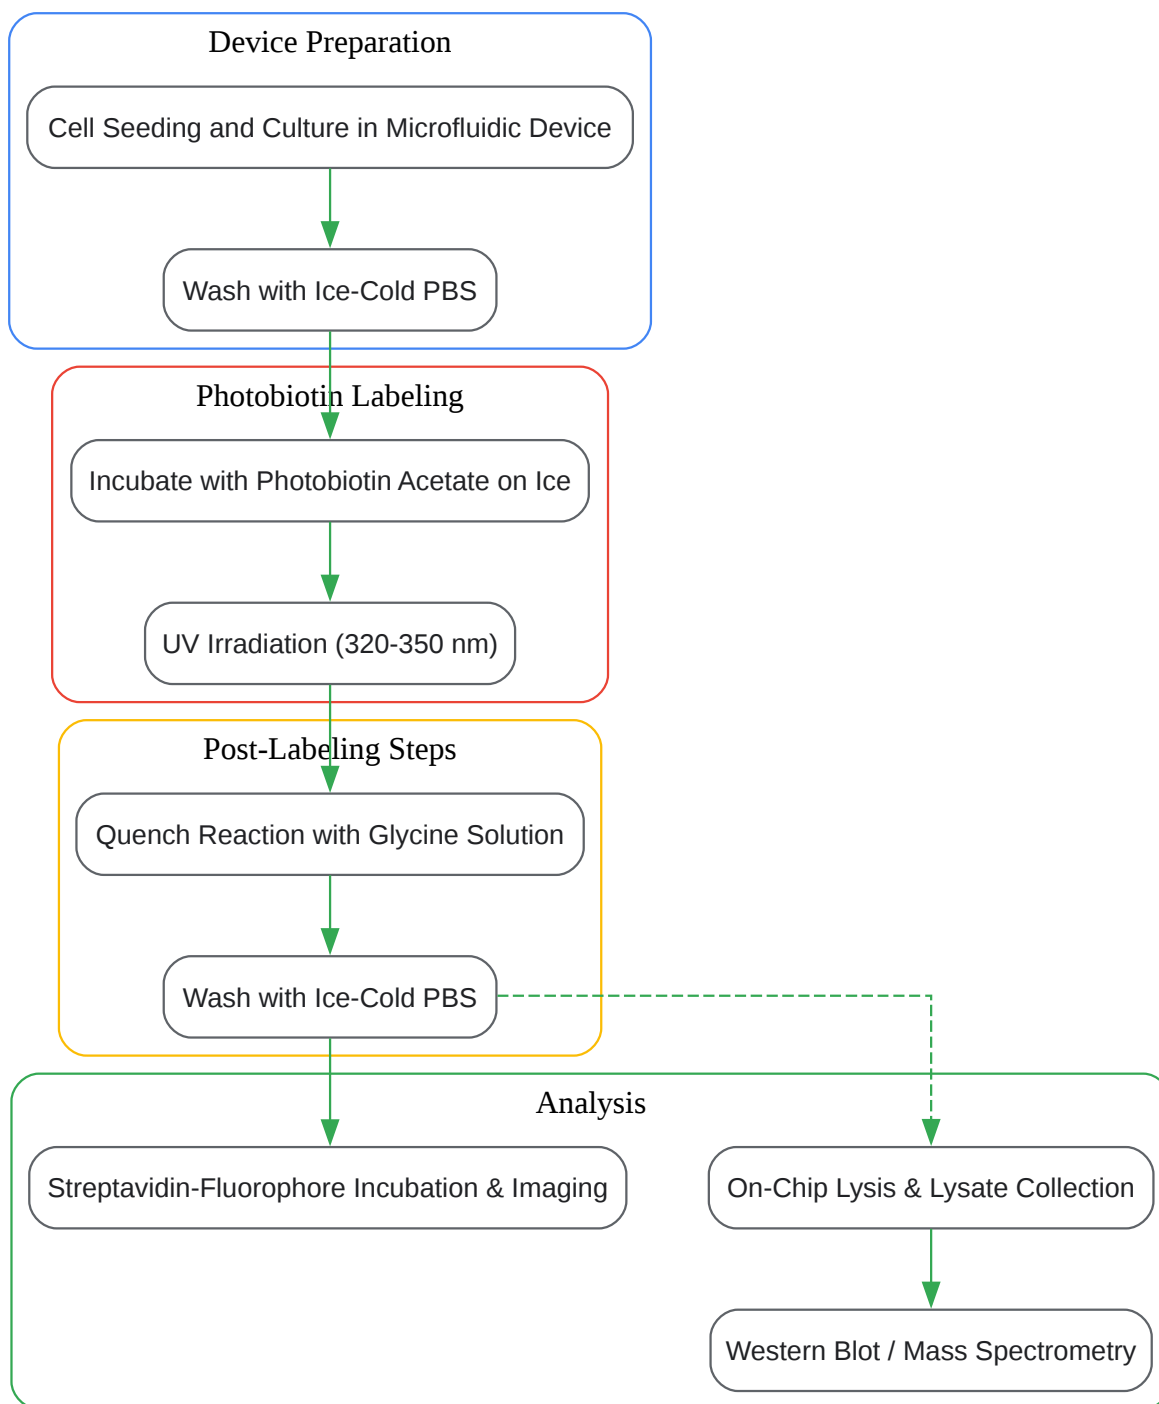 Device Preparation
Cell Seeding and Culture in Microfluidic Device
Wash with Ice-Cold PBS
Photobiotin Labeling
Incubate with Photobiotin Acetate on Ice
UV Irradiation (320-350 nm)
Post-Labeling Steps
Quench Reaction with Glycine Solution
Wash with Ice-Cold PBS
Analysis
Streptavidin-Fluorophore Incubation & Imaging
On-Chip Lysis & Lysate Collection
Western Blot / Mass Spectrometry